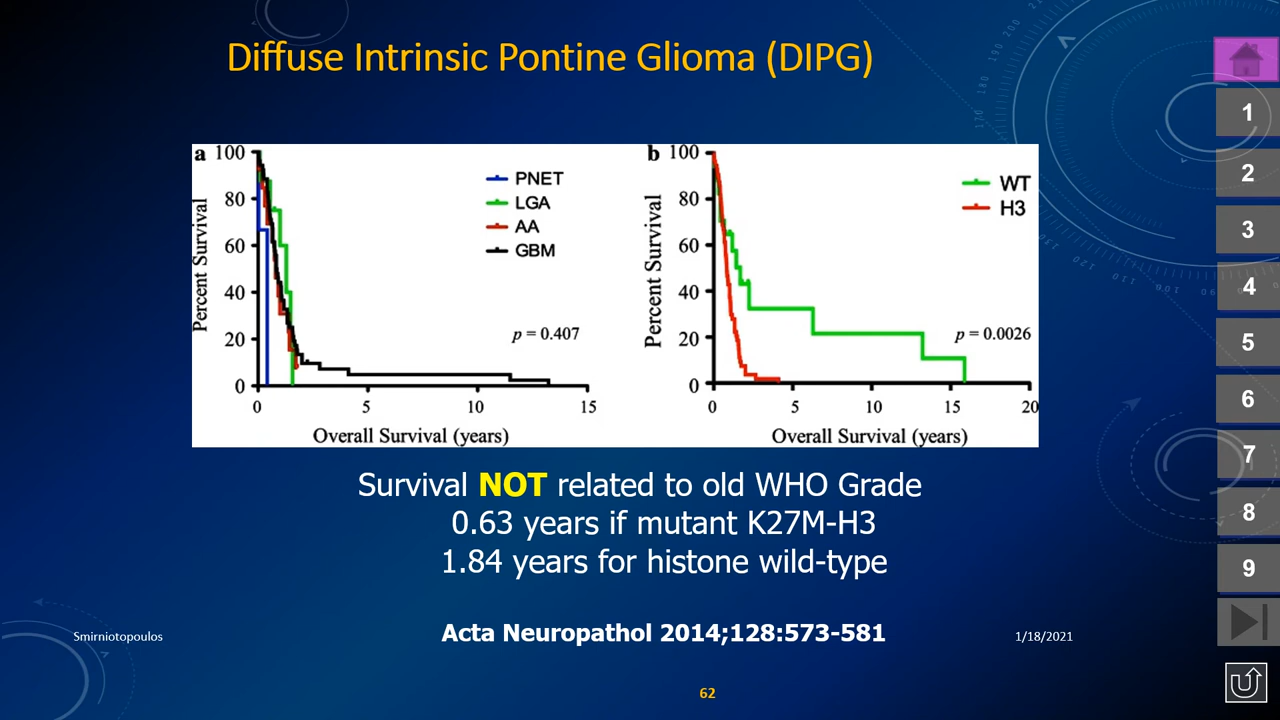 Diffuse Intrinsic Pontine Glioma (DIPG)
a
100
80
60
40
20
0
Percent Survival
PNET
LGA
AA
GBM
p = 0.407
0
5
10
15
Overall Survival (years)
b
100
80
60
40
20
0
Percent Survival
WT
H3
p = 0.0026
0
5
10
15
20
Overall Survival (years)
Survival NOT related to old WHO Grade
0.63 years if mutant K27M-H3
1.84 years for histone wild-type
Acta Neuropathol 2014;128:573-581
Smirniotopoulos
1/18/2021
62
1
2
3
4
5
6
7
8
9